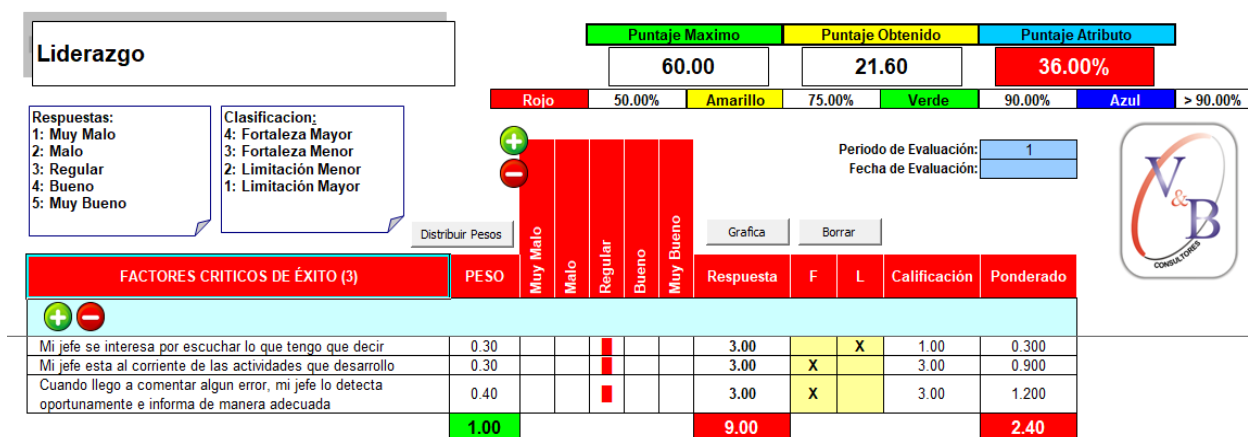 Liderazgo
Puntaje Maximo Puntaje Obtenido Puntaje Atributo
60.00 21.60 36.00%
Rojo 50.00% Amarillo 75.00% Verde 90.00% Azul > 90.00%
Respuestas:
1: Muy Malo
2: Malo
3: Regular
4: Bueno
5: Muy Bueno
Clasificacion:
4: Fortaleza Mayor
3: Fortaleza Menor
2: Limitación Menor
1: Limitación Mayor
Periodo de Evaluación: 1
Fecha de Evaluación:
V&B
CONSULTORES
Distribuir Pesos
Grafica
Borrar
FACTORES CRITICOS DE ÉXITO (3) PESO Muy Malo Malo Regular Bueno Muy Bueno Respuesta F L Calificación Ponderado
Mi jefe se interesa por escuchar lo que tengo que decir 0.30 3.00 X 1.00 0.300
Mi jefe esta al corriente de las actividades que desarrollo 0.30 3.00 X 3.00 0.900
Cuando llego a comentar algun error, mi jefe lo detecta
oportunamente e informa de manera adecuada 0.40 3.00 X 3.00 1.200
1.00 9.00 2.40